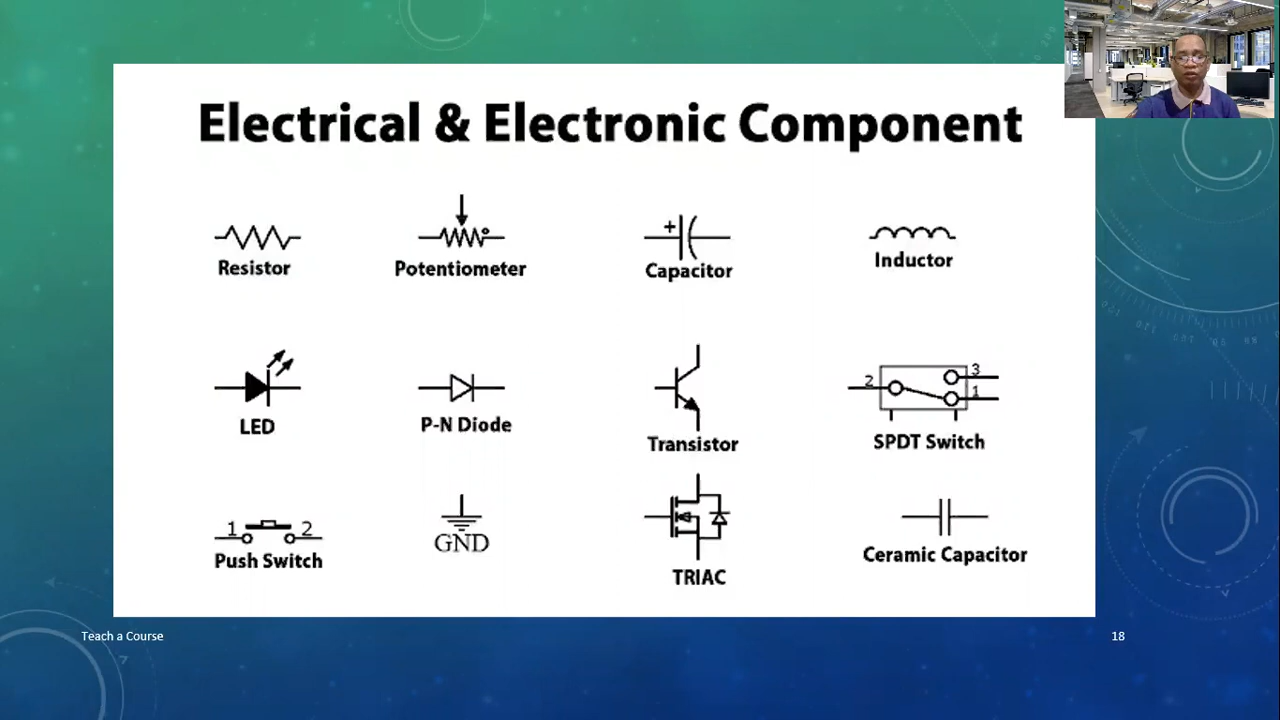 Electrical & Electronic Component
Resistor
Potentiometer
+
Capacitor
Inductor
LED
P-N Diode
Transistor
2
3
1
SPDT Switch
1
2
Push Switch
GND
TRIAC
Ceramic Capacitor
Teach a Course
18